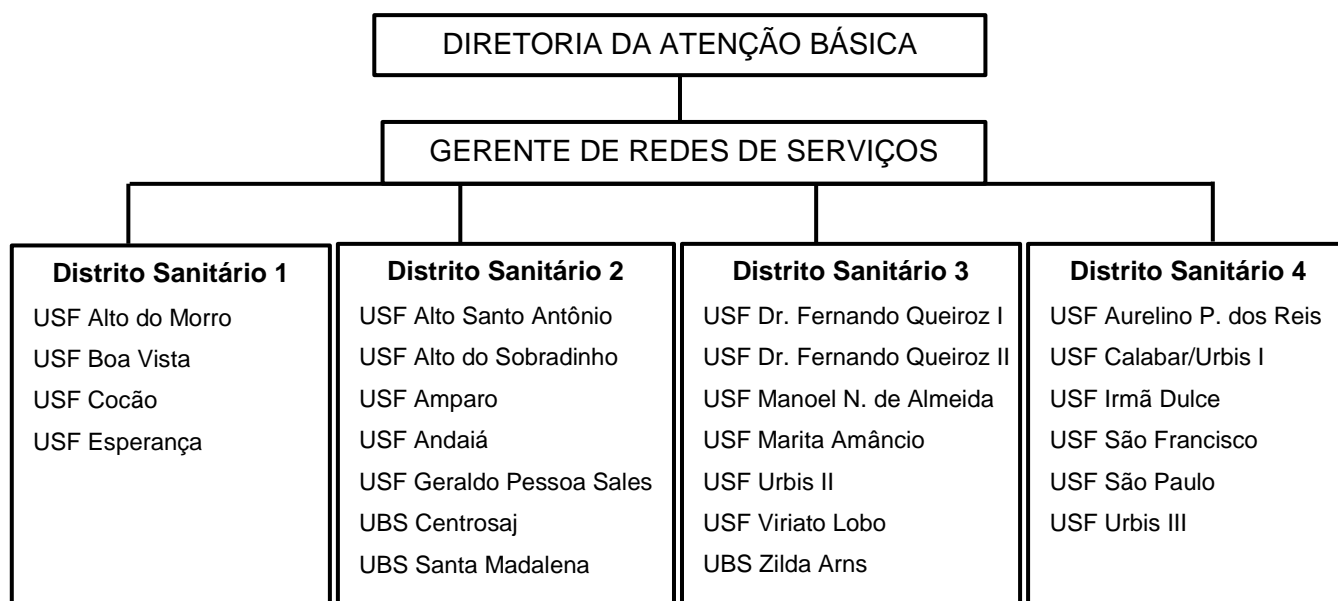 DIRETORIA DA ATENÇÃO BÁSICA
GERENTE DE REDES DE SERVIÇOS
Distrito Sanitário 1
USF Alto do Morro
USF Boa Vista
USF Cocão
USF Esperança
Distrito Sanitário 2
USF Alto Santo Antônio
USF Alto do Sobradinho
USF Amparo
USF Andaiá
USF Geraldo Pessoa Sales
UBS Centrosaj
UBS Santa Madalena
Distrito Sanitário 3
USF Dr. Fernando Queiroz I
USF Dr. Fernando Queiroz II
USF Manoel N. de Almeida
USF Marita Amâncio
USF Urbis II
USF Viriato Lobo
UBS Zilda Arns
Distrito Sanitário 4
USF Aurelino P. dos Reis
USF Calabar/Urbis I
USF Irmã Dulce
USF São Francisco
USF São Paulo
USF Urbis III